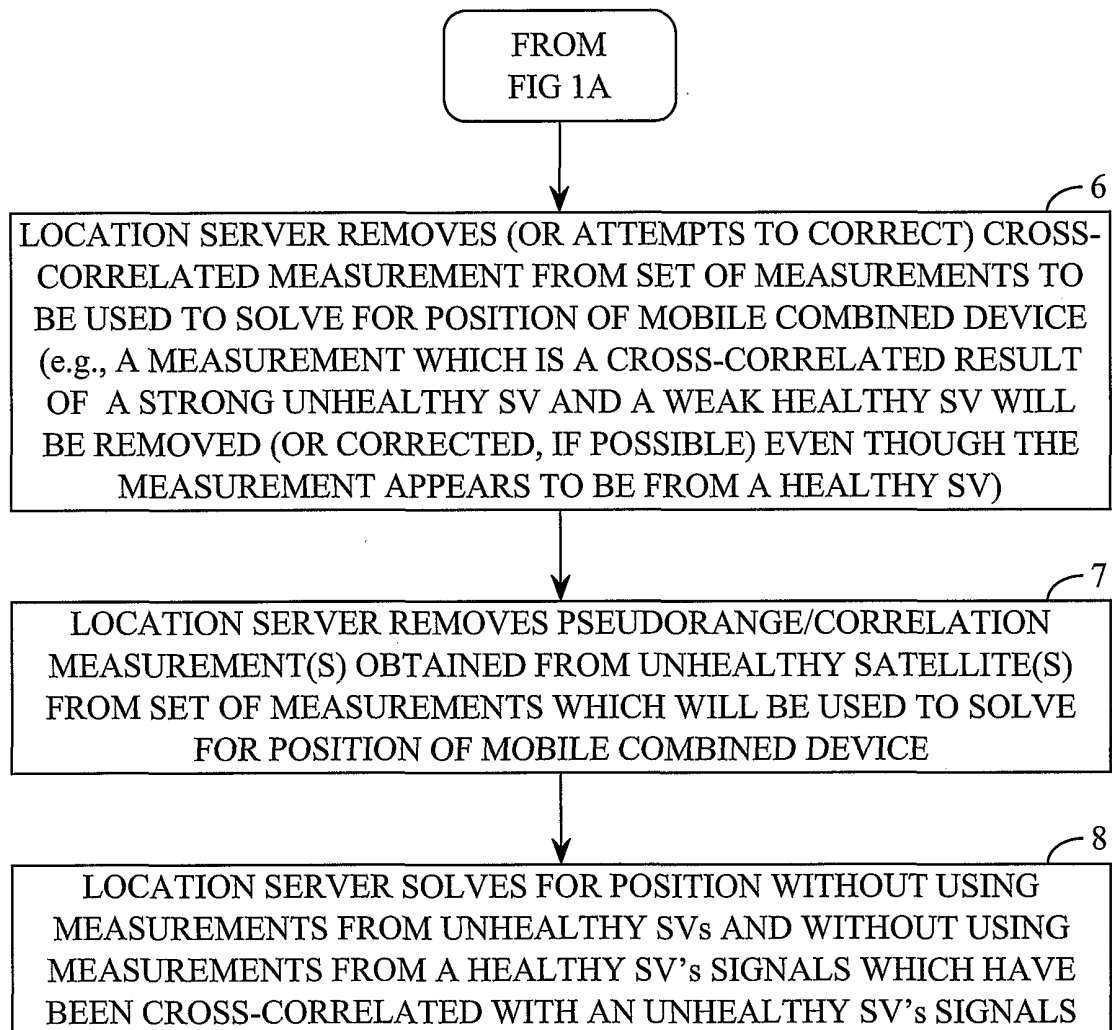 FROM
FIG 1A
6
LOCATION SERVER REMOVES (OR ATTEMPTS TO CORRECT) CROSS-
CORRELATED MEASUREMENT FROM SET OF MEASUREMENTS TO
BE USED TO SOLVE FOR POSITION OF MOBILE COMBINED DEVICE
(e.g., A MEASUREMENT WHICH IS A CROSS-CORRELATED RESULT
OF A STRONG UNHEALTHY SV AND A WEAK HEALTHY SV WILL
BE REMOVED (OR CORRECTED, IF POSSIBLE) EVEN THOUGH THE
MEASUREMENT APPEARS TO BE FROM A HEALTHY SV)
7
LOCATION SERVER REMOVES PSEUDORANGE/CORRELATION
MEASUREMENT(S) OBTAINED FROM UNHEALTHY SATELLITE(S)
FROM SET OF MEASUREMENTS WHICH WILL BE USED TO SOLVE
FOR POSITION OF MOBILE COMBINED DEVICE
8
LOCATION SERVER SOLVES FOR POSITION WITHOUT USING
MEASUREMENTS FROM UNHEALTHY SVs AND WITHOUT USING
MEASUREMENTS FROM A HEALTHY SV's SIGNALS WHICH HAVE
BEEN CROSS-CORRELATED WITH AN UNHEALTHY SV's SIGNALS